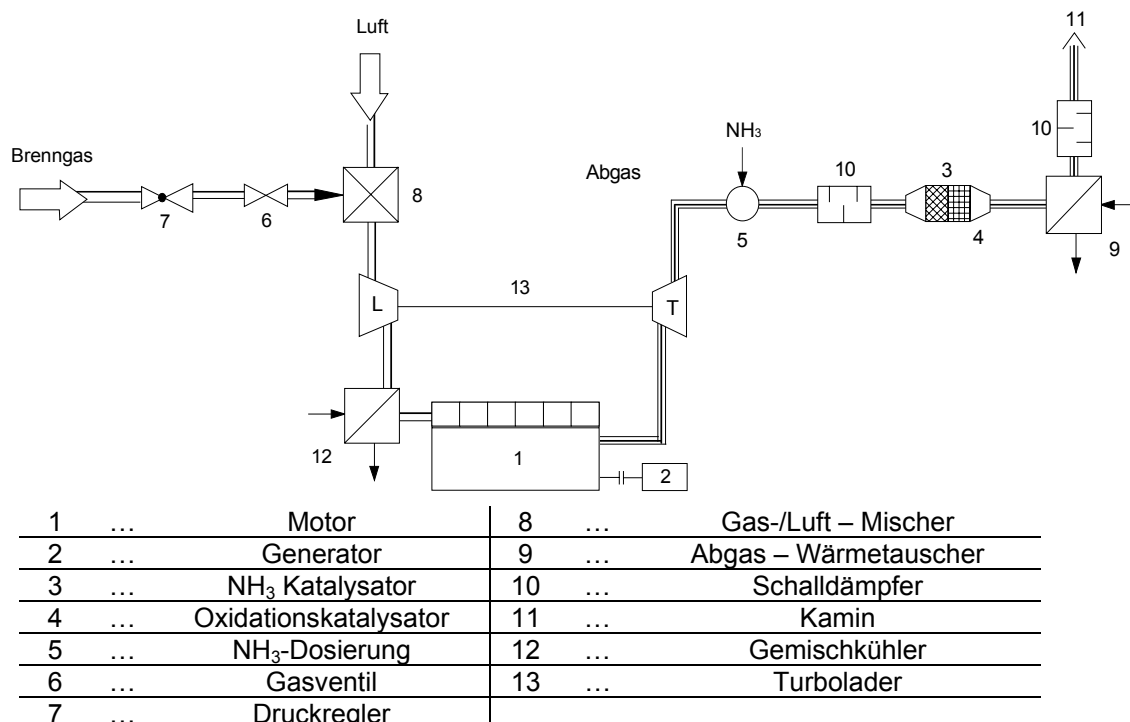 Luft
11
Brenngas
Abgas
NH₃
10
10
3
8
7
6
5
4
9
L
13
T
12
1
2
1 … Motor 8 … Gas-/Luft – Mischer
2 … Generator 9 … Abgas – Wärmetauscher
3 … NH₃ Katalysator 10 … Schalldämpfer
4 … Oxidationskatalysator 11 … Kamin
5 … NH₃-Dosierung 12 … Gemischkühler
6 … Gasventil 13 … Turbolader
7 … Druckregler